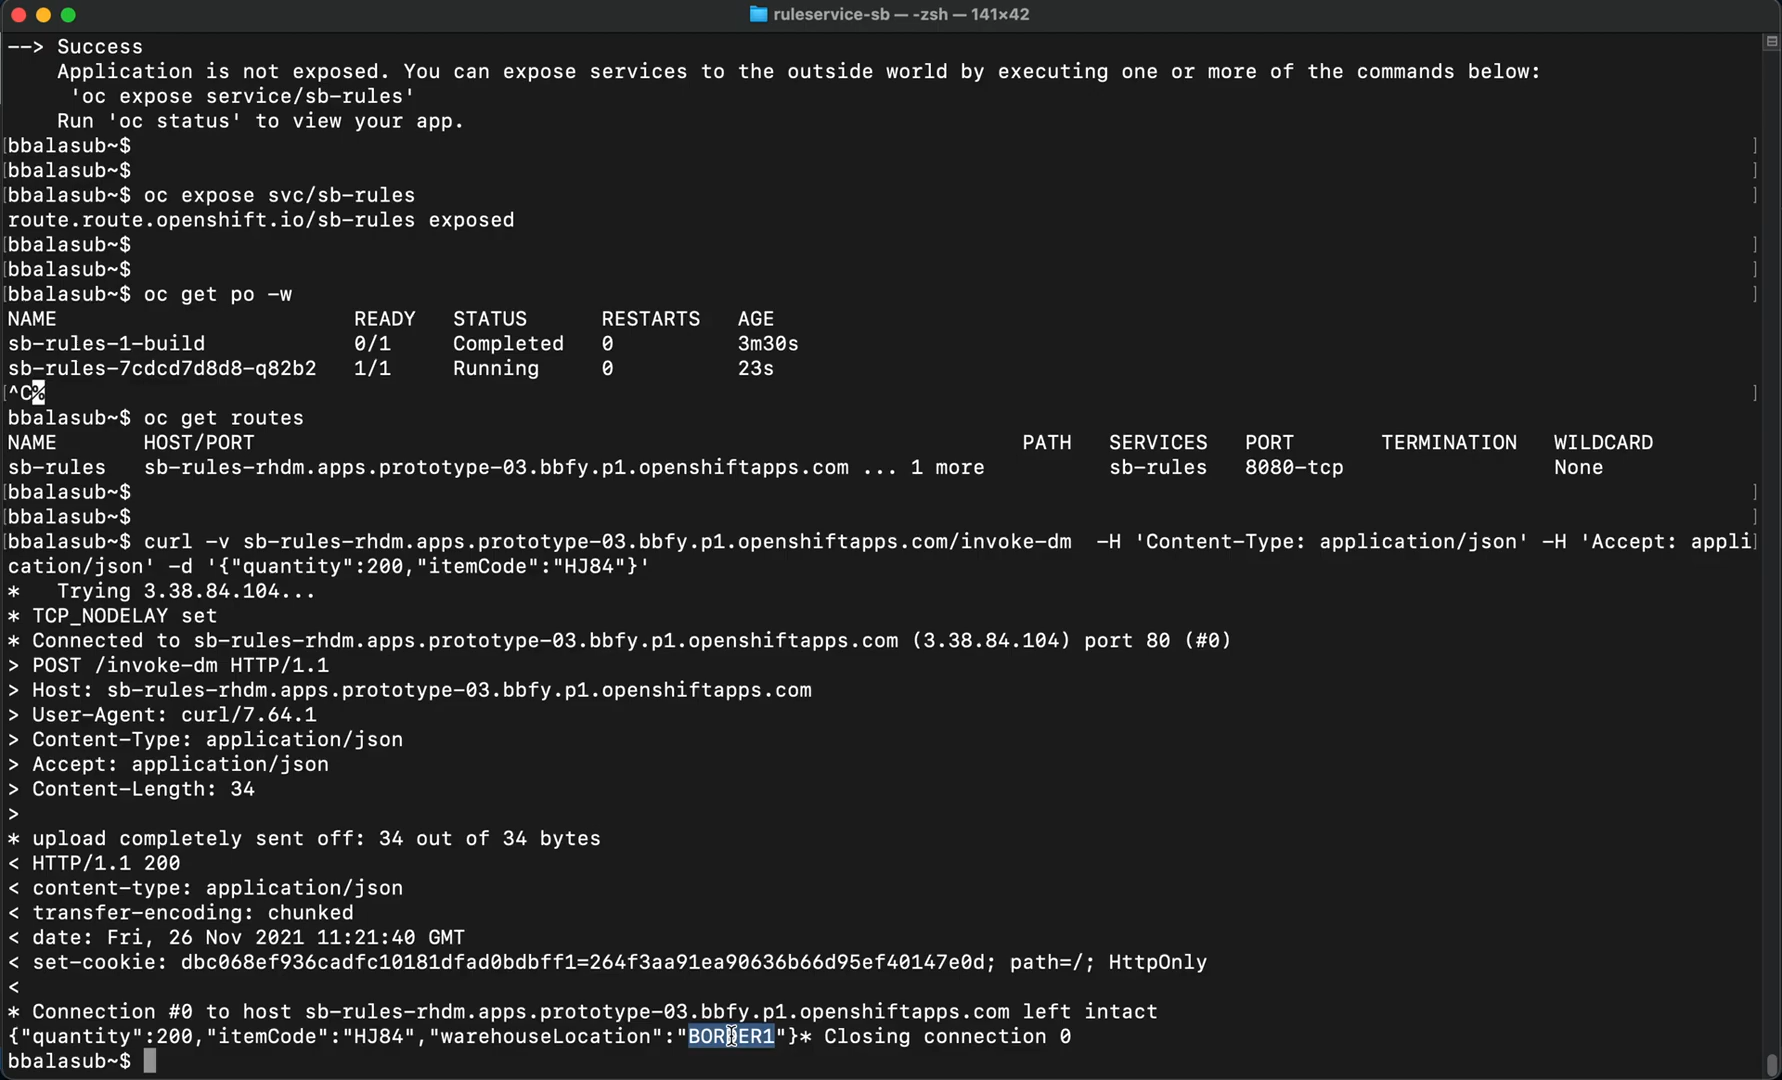 ruleservice-sb — -zsh — 141×42
--> Success
    Application is not exposed. You can expose services to the outside world by executing one or more of the commands below:
     'oc expose service/sb-rules'
    Run 'oc status' to view your app.
[bbalasub~$ ]
[bbalasub~$ ]
[bbalasub~$ oc expose svc/sb-rules ]
route.route.openshift.io/sb-rules exposed
[bbalasub~$ ]
[bbalasub~$ ]
[bbalasub~$ oc get po -w ]
NAME                        READY   STATUS      RESTARTS   AGE
sb-rules-1-build            0/1     Completed   0          3m30s
sb-rules-7cdcd7d8d8-q82b2   1/1     Running     0          23s
[^C% ]
bbalasub~$ oc get routes
NAME       HOST/PORT                                                              PATH   SERVICES   PORT       TERMINATION   WILDCARD
sb-rules   sb-rules-rhdm.apps.prototype-03.bbfy.p1.openshiftapps.com ... 1 more          sb-rules   8080-tcp                 None
[bbalasub~$ ]
[bbalasub~$ ]
[bbalasub~$ curl -v sb-rules-rhdm.apps.prototype-03.bbfy.p1.openshiftapps.com/invoke-dm  -H 'Content-Type: application/json' -H 'Accept: appli]
cation/json' -d '{"quantity":200,"itemCode":"HJ84"}'
*   Trying 3.38.84.104...
* TCP_NODELAY set
* Connected to sb-rules-rhdm.apps.prototype-03.bbfy.p1.openshiftapps.com (3.38.84.104) port 80 (#0)
> POST /invoke-dm HTTP/1.1
> Host: sb-rules-rhdm.apps.prototype-03.bbfy.p1.openshiftapps.com
> User-Agent: curl/7.64.1
> Content-Type: application/json
> Accept: application/json
> Content-Length: 34
>
* upload completely sent off: 34 out of 34 bytes
< HTTP/1.1 200
< content-type: application/json
< transfer-encoding: chunked
< date: Fri, 26 Nov 2021 11:21:40 GMT
< set-cookie: dbc068ef936cadfc10181dfad0bdbff1=264f3aa91ea90636b66d95ef40147e0d; path=/; HttpOnly
<
* Connection #0 to host sb-rules-rhdm.apps.prototype-03.bbfy.p1.openshiftapps.com left intact
{"quantity":200,"itemCode":"HJ84","warehouseLocation":"BORDER1"}* Closing connection 0
bbalasub~$